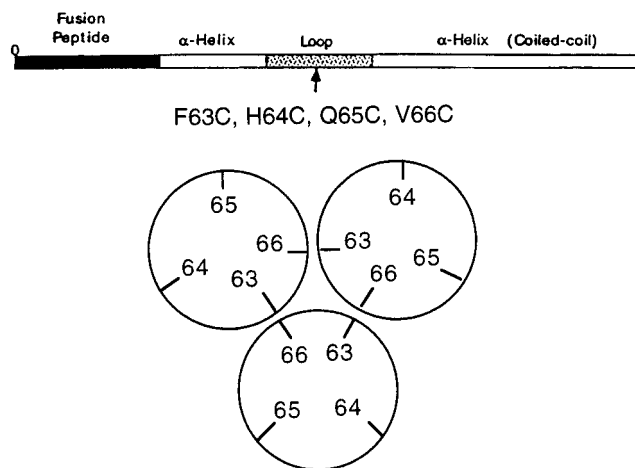 Fusion
Peptide
α-Helix
Loop
α-Helix
(Coiled-coil)
0
F63C, H64C, Q65C, V66C
65
66
64
63
64
63
65
66
66
63
65
64